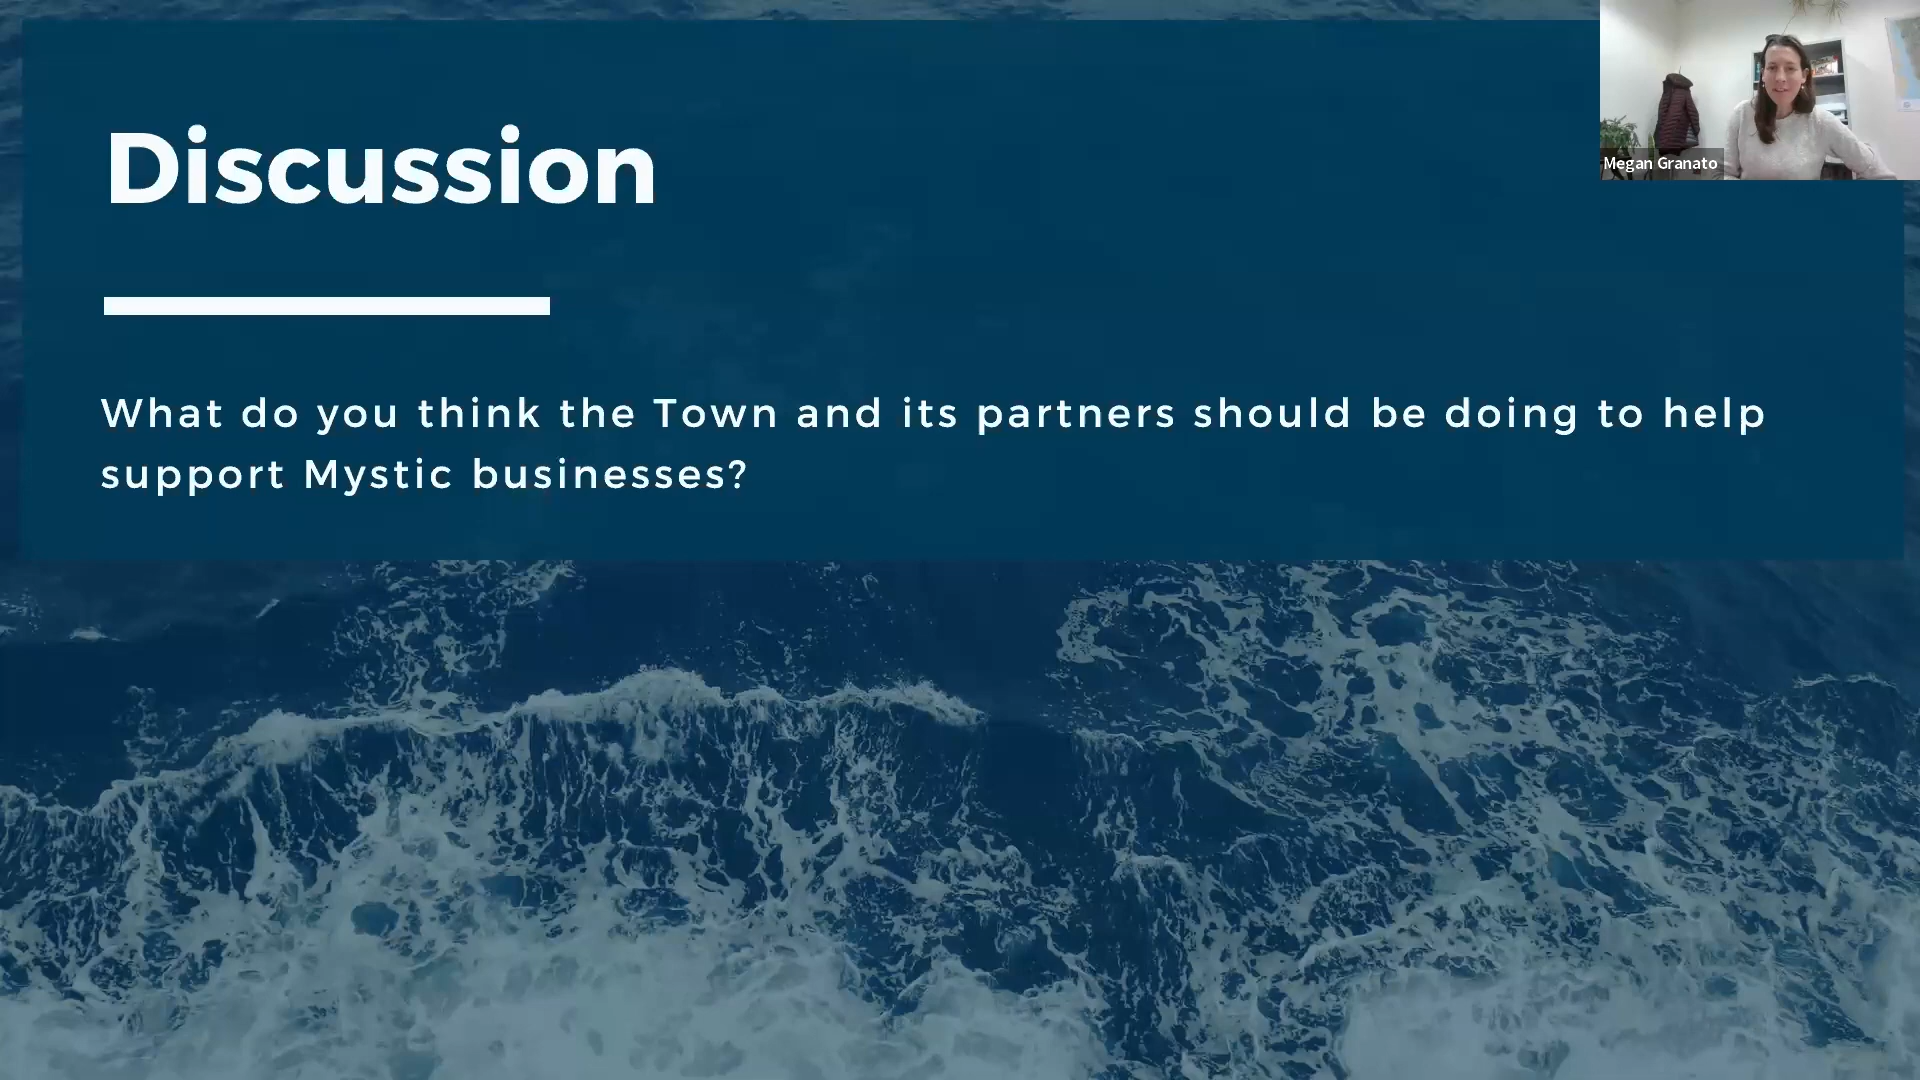 Discussion
Megan Granato
What do you think the Town and its partners should be doing to help
support Mystic businesses?